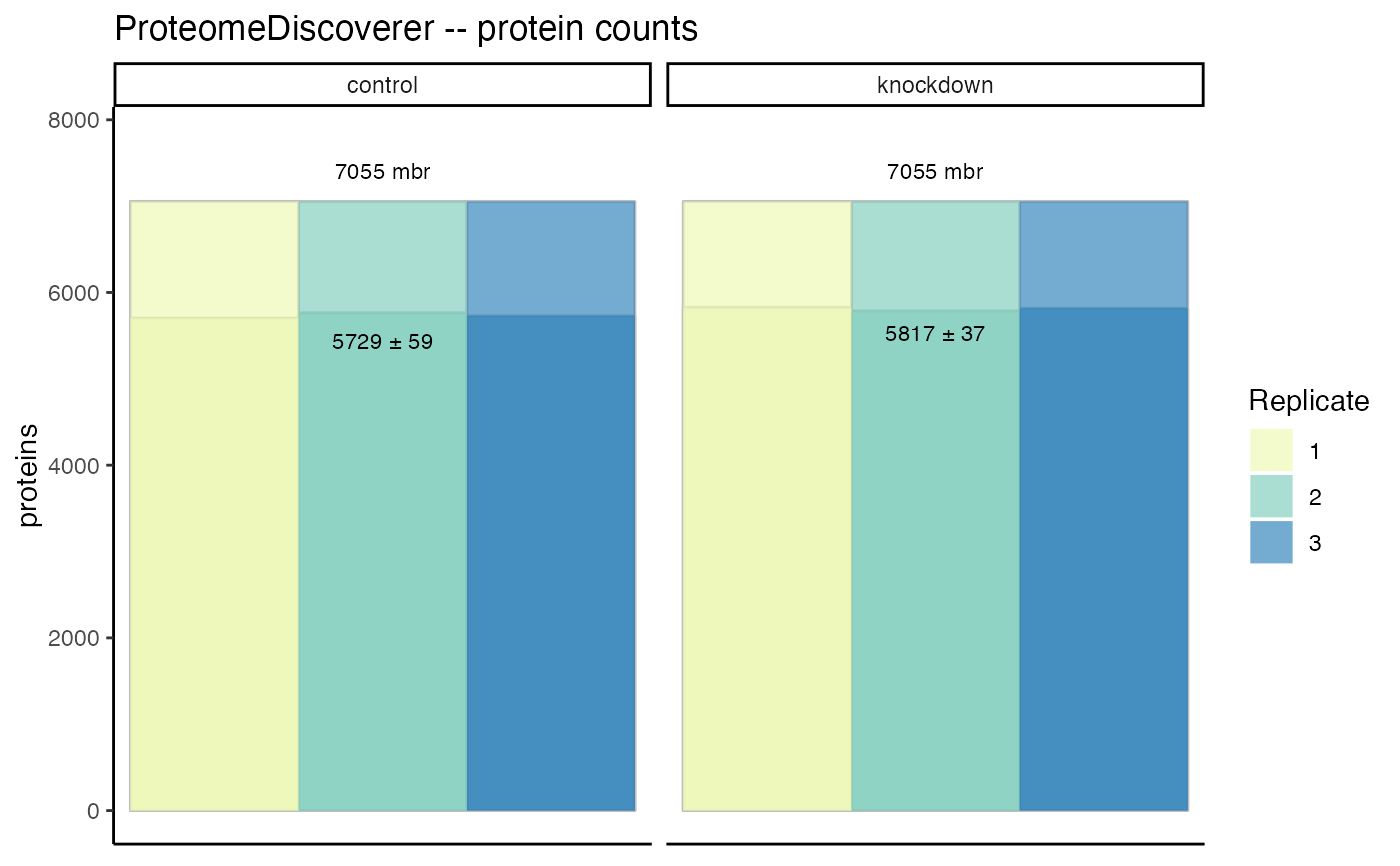 ProteomeDiscoverer -- protein counts
control
knockdown
8000
6000
4000
2000
0
proteins
7055 mbr
7055 mbr
5729 ± 59
5817 ± 37
Replicate
1
2
3